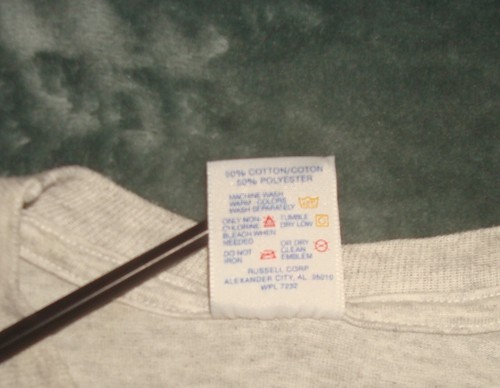 50% COTTON/COTON
50% POLYESTER
MACHINE WASH
WARM - COLORS
WASH SEPARATELY
ONLY NON-
CHLORINE
BLEACH WHEN
NEEDED
TUMBLE
DRY LOW
DO NOT
IRON
OR DRY
CLEAN
EMBLEM
RUSSELL CORP
ALEXANDER CITY, AL 35010
WPL 7232